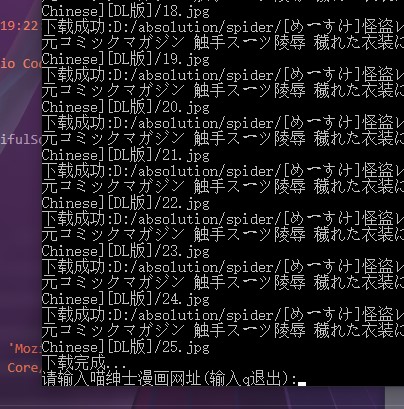 Chinese][DL版]/18.jpg
19:22
下载成功:D:/absolution/spider/[めーすけ]怪盗レ
元コミックマガジン 触手スーツ陵辱 穢れた衣装に
io Coo
Chinese][DL版]/19.jpg
下载成功:D:/absolution/spider/[めーすけ]怪盗レ
元コミックマガジン 触手スーツ陵辱 穢れた衣装に
Chinese][DL版]/20.jpg
下载成功:D:/absolution/spider/[めーすけ]怪盗レ
ifulSo
元コミックマガジン 触手スーツ陵辱 穢れた衣装に
Chinese][DL版]/21.jpg
下载成功:D:/absolution/spider/[めーすけ]怪盗レ
元コミックマガジン 触手スーツ陵辱 穢れた衣装に
Chinese][DL版]/22.jpg
下载成功:D:/absolution/spider/[めーすけ]怪盗レ
元コミックマガジン 触手スーツ陵辱 穢れた衣装に
Chinese][DL版]/23.jpg
下载成功:D:/absolution/spider/[めーすけ]怪盗レ
元コミックマガジン 触手スーツ陵辱 穢れた衣装に
Chinese][DL版]/24.jpg
下载成功:D:/absolution/spider/[めーすけ]怪盗レ
元コミックマガジン 触手スーツ陵辱 穢れた衣装に
'Mozi
Chinese][DL版]/25.jpg
下载完成...
Core,
请输入喵绅士漫画网址(输入q退出):